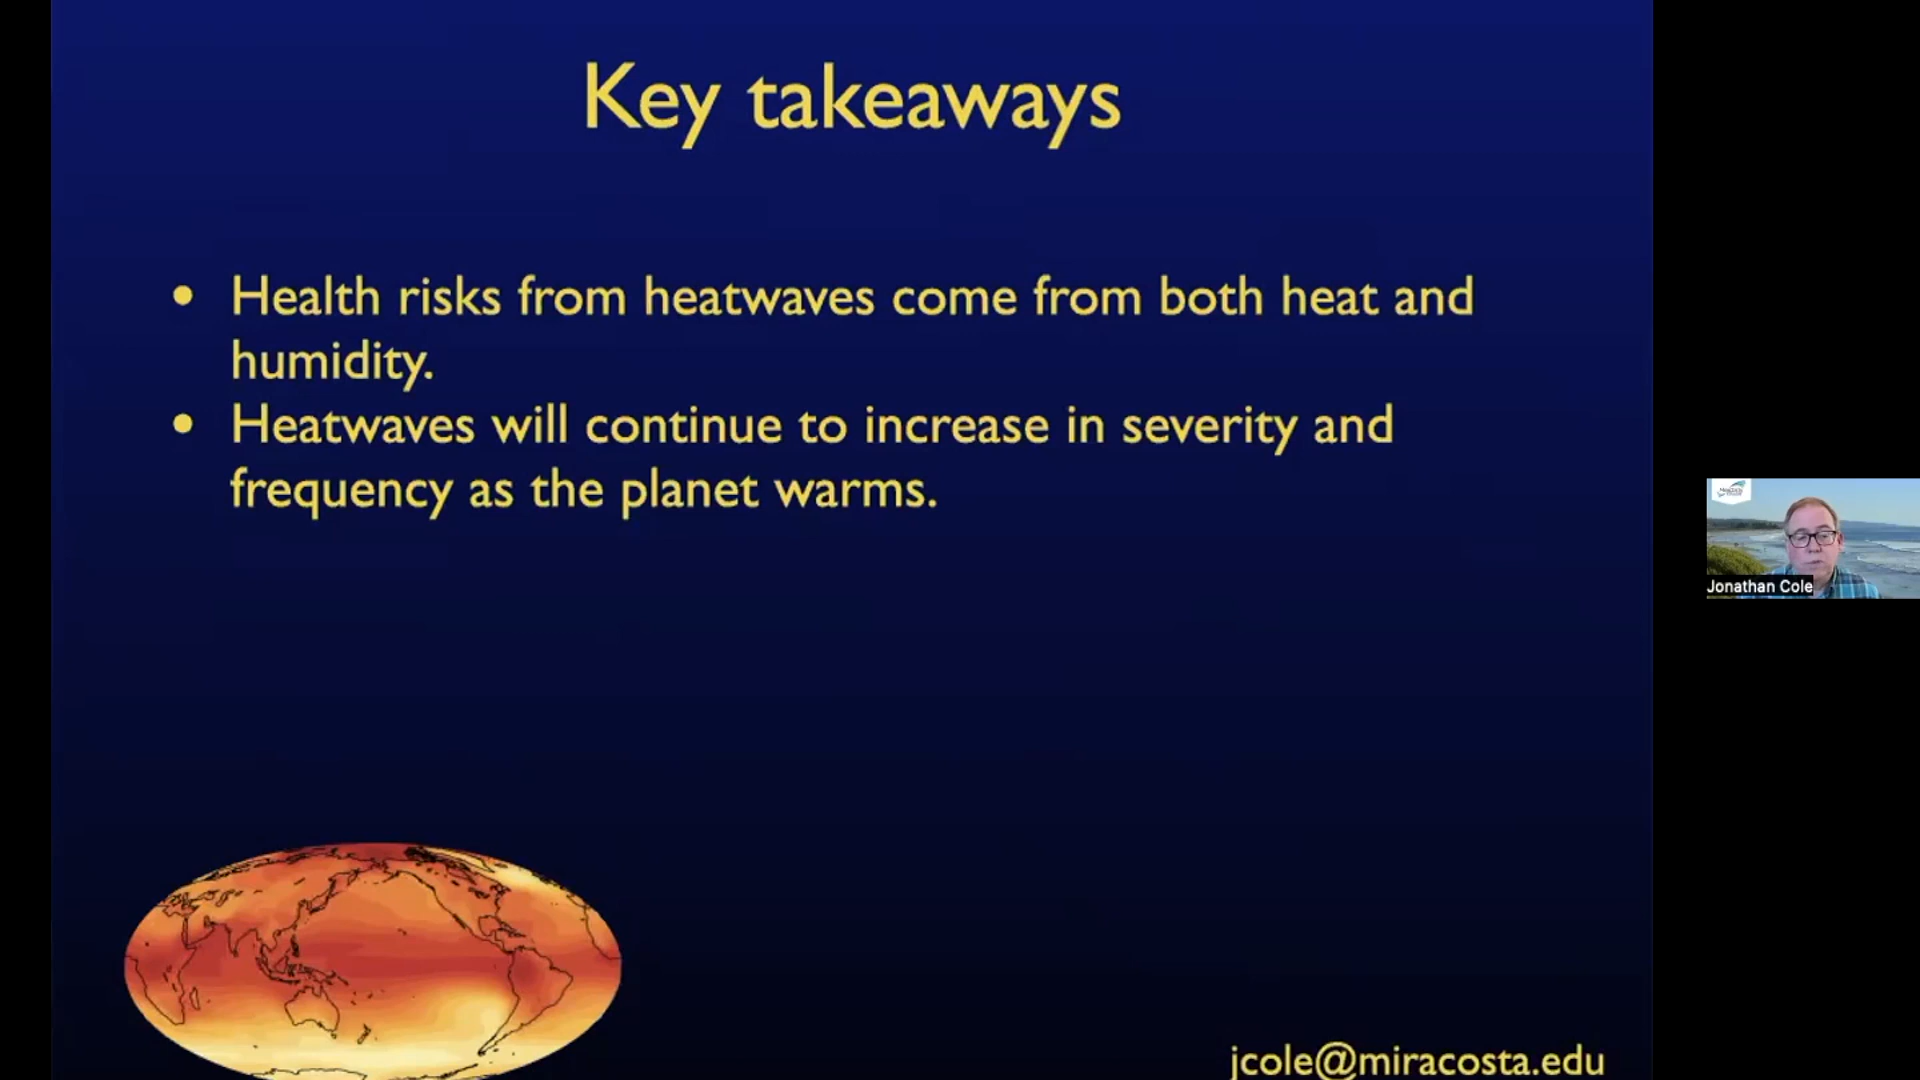 Key takeaways
• Health risks from heatwaves come from both heat and
humidity.
• Heatwaves will continue to increase in severity and
frequency as the planet warms.
Jonathan Cole
jcole@miracosta.edu